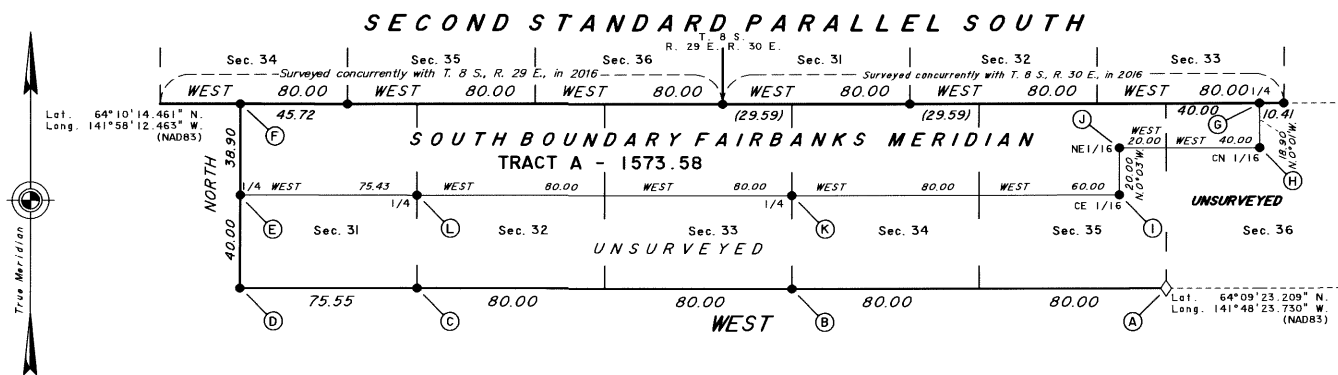 SECOND STANDARD PARALLEL SOUTH
T. 8 S.
R. 29 E. R. 30 E.
Sec. 34 Sec. 35 Sec. 36 Sec. 31 Sec. 32 Sec. 33
Surveyed concurrently with T. 8 S., R. 29 E., in 2016 Surveyed concurrently with T. 8 S., R. 30 E., in 2016
WEST 80.00 WEST 80.00 WEST 80.00 WEST 80.00 WEST 80.00 WEST 80.00 1/4
Lat. 64°10'14.461" N.
Long. 141°58'12.463" W.
(NAD83)
F 45.72 (29.59) (29.59) 40.00 G 10.41
SOUTH BOUNDARY FAIRBANKS MERIDIAN
TRACT A - 1573.58
NORTH 38.90
J WEST 20.00 WEST 40.00
NE1/16 CN 1/16 H
18.90 N.0°01'W.
20.00 N.0°03'W.
UNSURVEYED
1/4 WEST 75.43 WEST 80.00 WEST 80.00 WEST 80.00 WEST 60.00
1/4 1/4 CE 1/16
E L K I
40.00
Sec. 31 Sec. 32 Sec. 33 Sec. 34 Sec. 35 Sec. 36
UNSURVEYED
True Meridian
75.55 80.00 80.00 80.00 80.00
D C B A
WEST
Lat. 64°09'23.209" N.
Long. 141°48'23.730" W.
(NAD83)